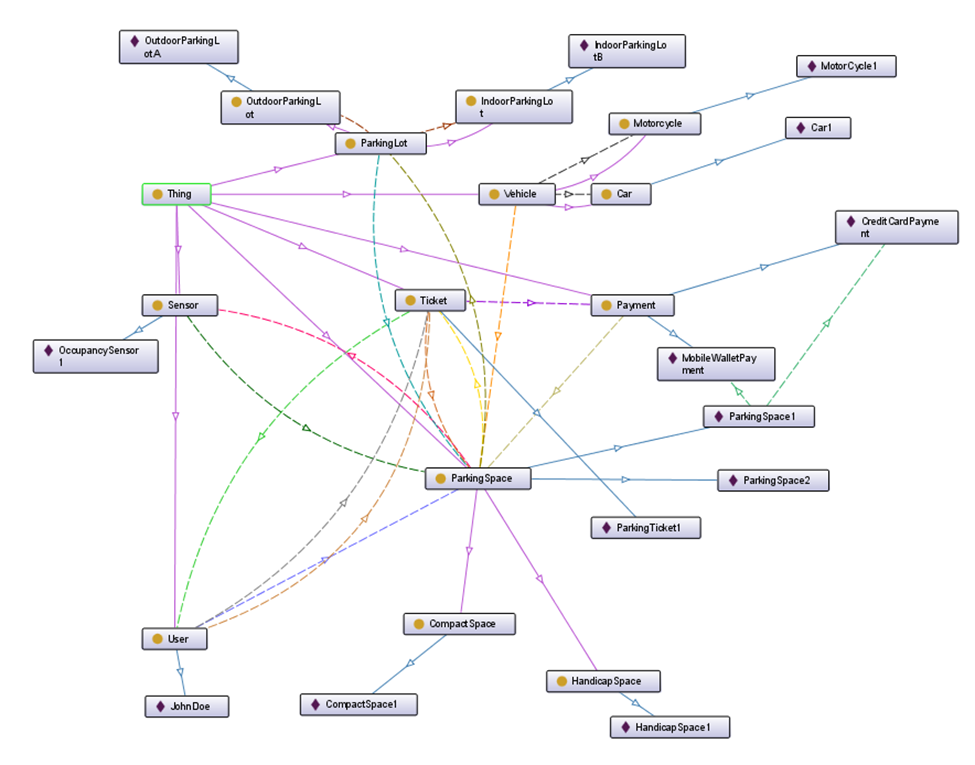 OutdoorParkingL
otA
IndoorParkingLo
tB
MotorCycle1
OutdoorParkingL
ot
IndoorParkingLo
t
Motorcycle
Car1
ParkingLot
Thing
Vehicle
Car
CreditCardPayme
nt
Sensor
Ticket
Payment
OccupancySensor
1
MobileWalletPay
ment
ParkingSpace1
ParkingSpace
ParkingSpace2
ParkingTicket1
CompactSpace
User
HandicapSpace
JohnDoe
CompactSpace1
HandicapSpace1